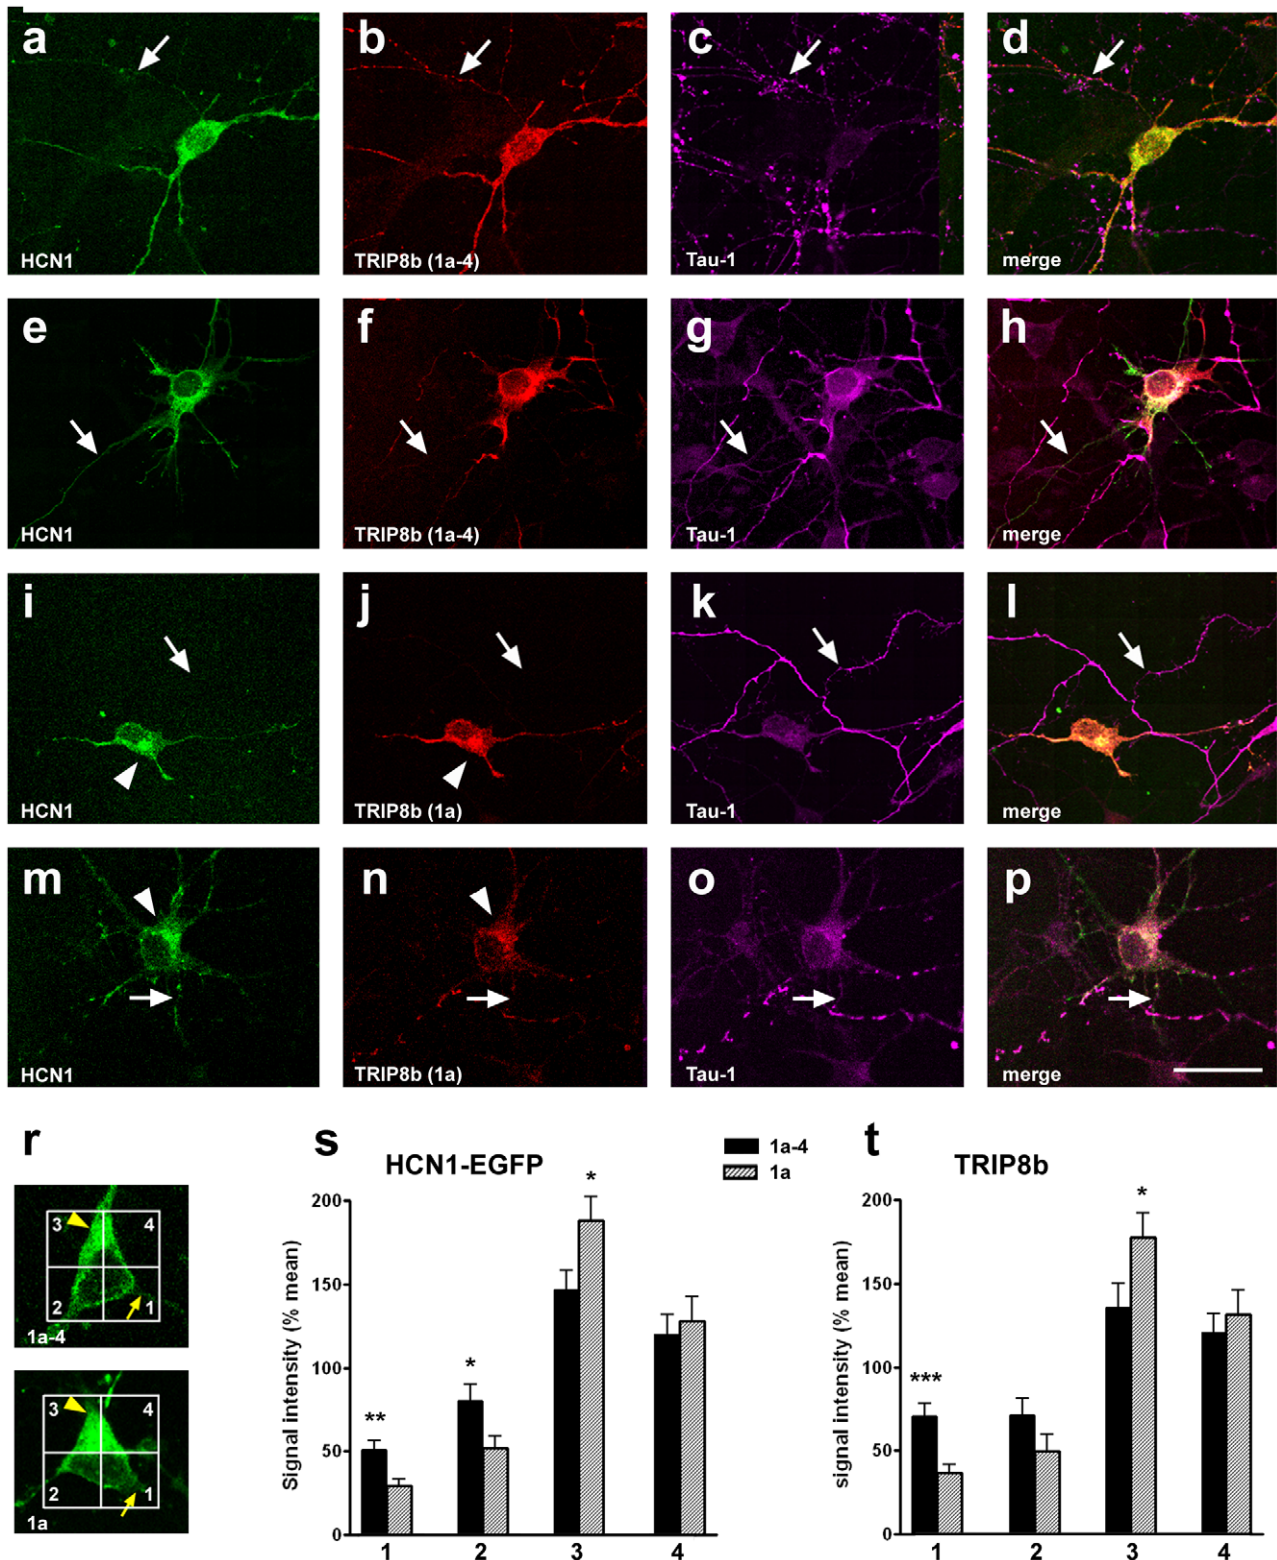 a b c d
HCN1 TRIP8b (1a-4) Tau-1 merge
e f g h
HCN1 TRIP8b (1a-4) Tau-1 merge
i j k l
HCN1 TRIP8b (1a) Tau-1 merge
m n o p
HCN1 TRIP8b (1a) Tau-1 merge
r
3 4
2 1
1a-4
3 4
2 1
1a
s
HCN1-EGFP
1a-4
1a
Signal intensity (% mean)
200
150
100
50
0
** * *
1 2 3 4
t
TRIP8b
signal intensity (% mean)
200
150
100
50
0
*** *
1 2 3 4